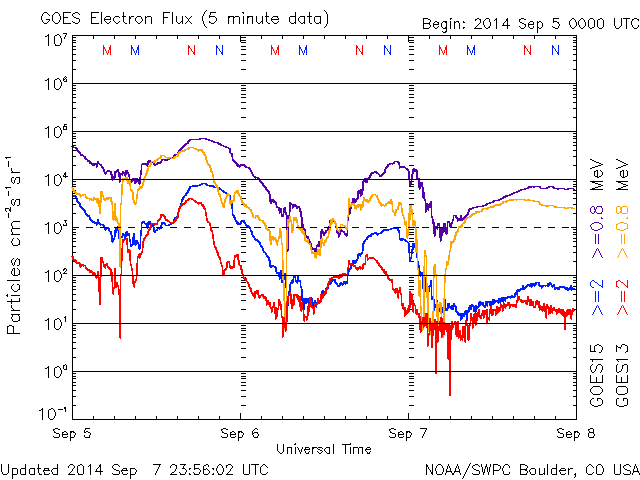 GOES Electron Flux (5 minute data)
Begin: 2014 Sep 5 0000 UTC
10⁷
10⁶
10⁵
10⁴
10³
10²
10¹
10⁰
10⁻¹
M M N N M M N N M M N N
Particles cm⁻²s⁻¹sr⁻¹
Sep 5 Sep 6 Sep 7 Sep 8
Universal Time
GOES15 >=2 >=0.8 MeV
GOES13 >=2 >=0.8 MeV
Updated 2014 Sep 7 23:56:02 UTC
NOAA/SWPC Boulder, CO USA